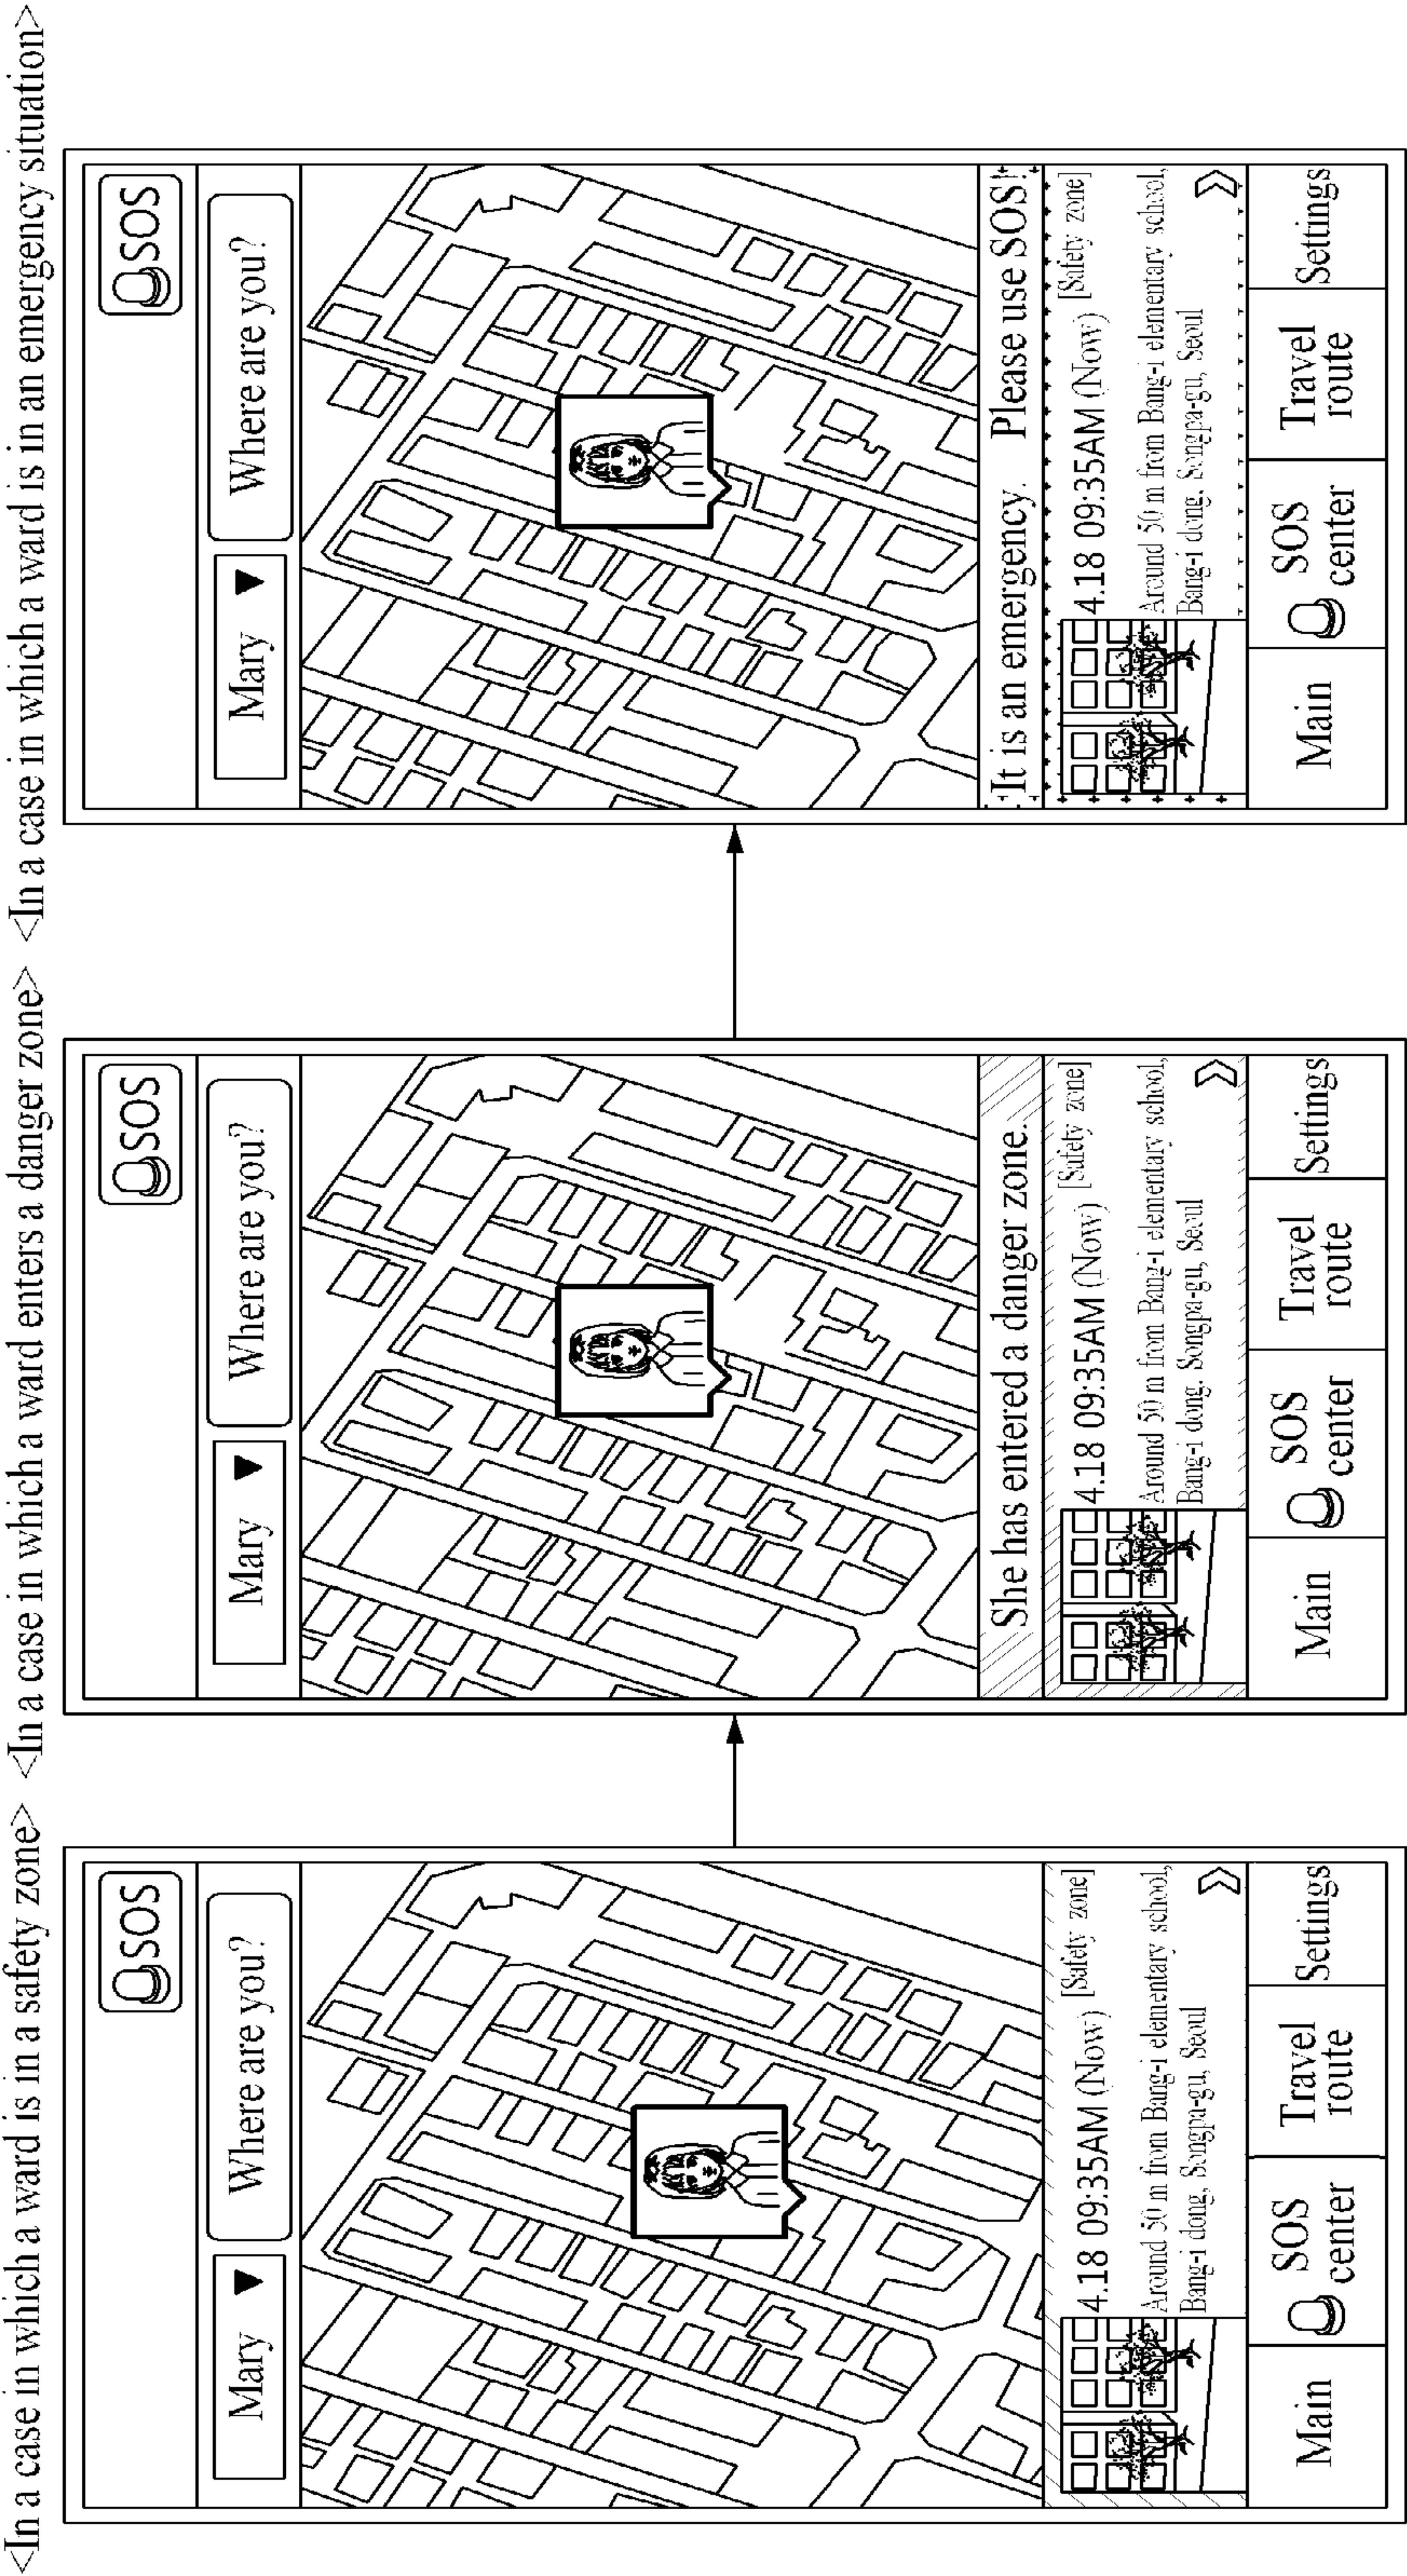 <In a case in which a ward is in a safety zone>
SOS
Mary ▼
Where are you?
4.18 09:35AM (Now) [Safety zone]
Around 50 m from Bang-i elementary school,
Bang-i dong, Songpa-gu, Seoul
Main
SOS
center
Travel
route
Settings
<In a case in which a ward enters a danger zone>
SOS
Mary ▼
Where are you?
She has entered a danger zone.
4.18 09:35AM (Now) [Safety zone]
Around 50 m from Bang-i elementary school,
Bang-i dong, Songpa-gu, Seoul
Main
SOS
center
Travel
route
Settings
<In a case in which a ward is in an emergency situation>
SOS
Mary ▼
Where are you?
It is an emergency. Please use SOS!
4.18 09:35AM (Now) [Safety zone]
Around 50 m from Bang-i elementary school,
Bang-i dong, Songpa-gu, Seoul
Main
SOS
center
Travel
route
Settings